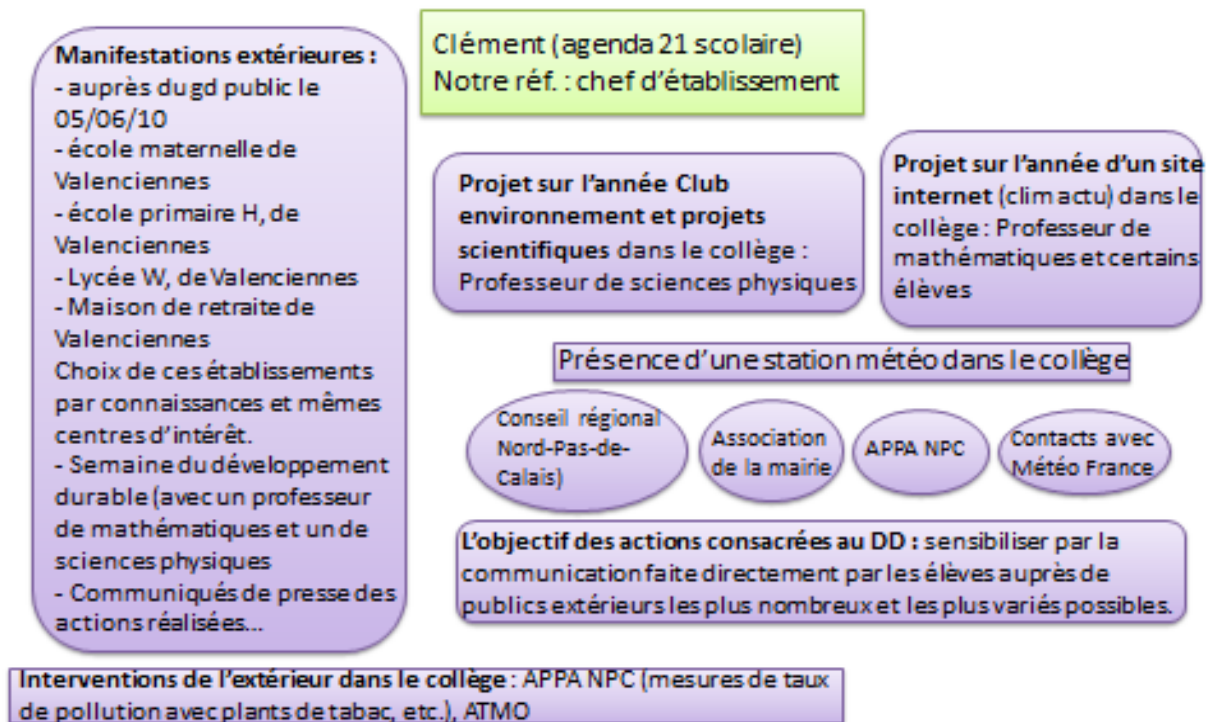 Manifestations extérieures :
- auprès du gd public le
05/06/10
- école maternelle de
Valenciennes
- école primaire H, de
Valenciennes
- Lycée W, de Valenciennes
- Maison de retraite de
Valenciennes
Choix de ces établissements
par connaissances et mêmes
centres d'intérêt.
- Semaine du développement
durable (avec un professeur
de mathématiques et un de
sciences physiques
- Communiqués de presse des
actions réalisées...
Clément (agenda 21 scolaire)
Notre réf. : chef d'établissement
Projet sur l'année Club
environnement et projets
scientifiques dans le collège :
Professeur de sciences physiques
Projet sur l'année d'un site
internet (clim actu) dans le
collège : Professeur de
mathématiques et certains
élèves
Présence d'une station météo dans le collège
Conseil régional
Nord-Pas-de-
Calais)
Association
de la mairie
APPA NPC
Contacts avec
Météo France
L'objectif des actions consacrées au DD : sensibiliser par la
communication faite directement par les élèves auprès de
publics extérieurs les plus nombreux et les plus variés possibles.
Interventions de l'extérieur dans le collège : APPA NPC (mesures de taux
de pollution avec plants de tabac, etc.), ATMO